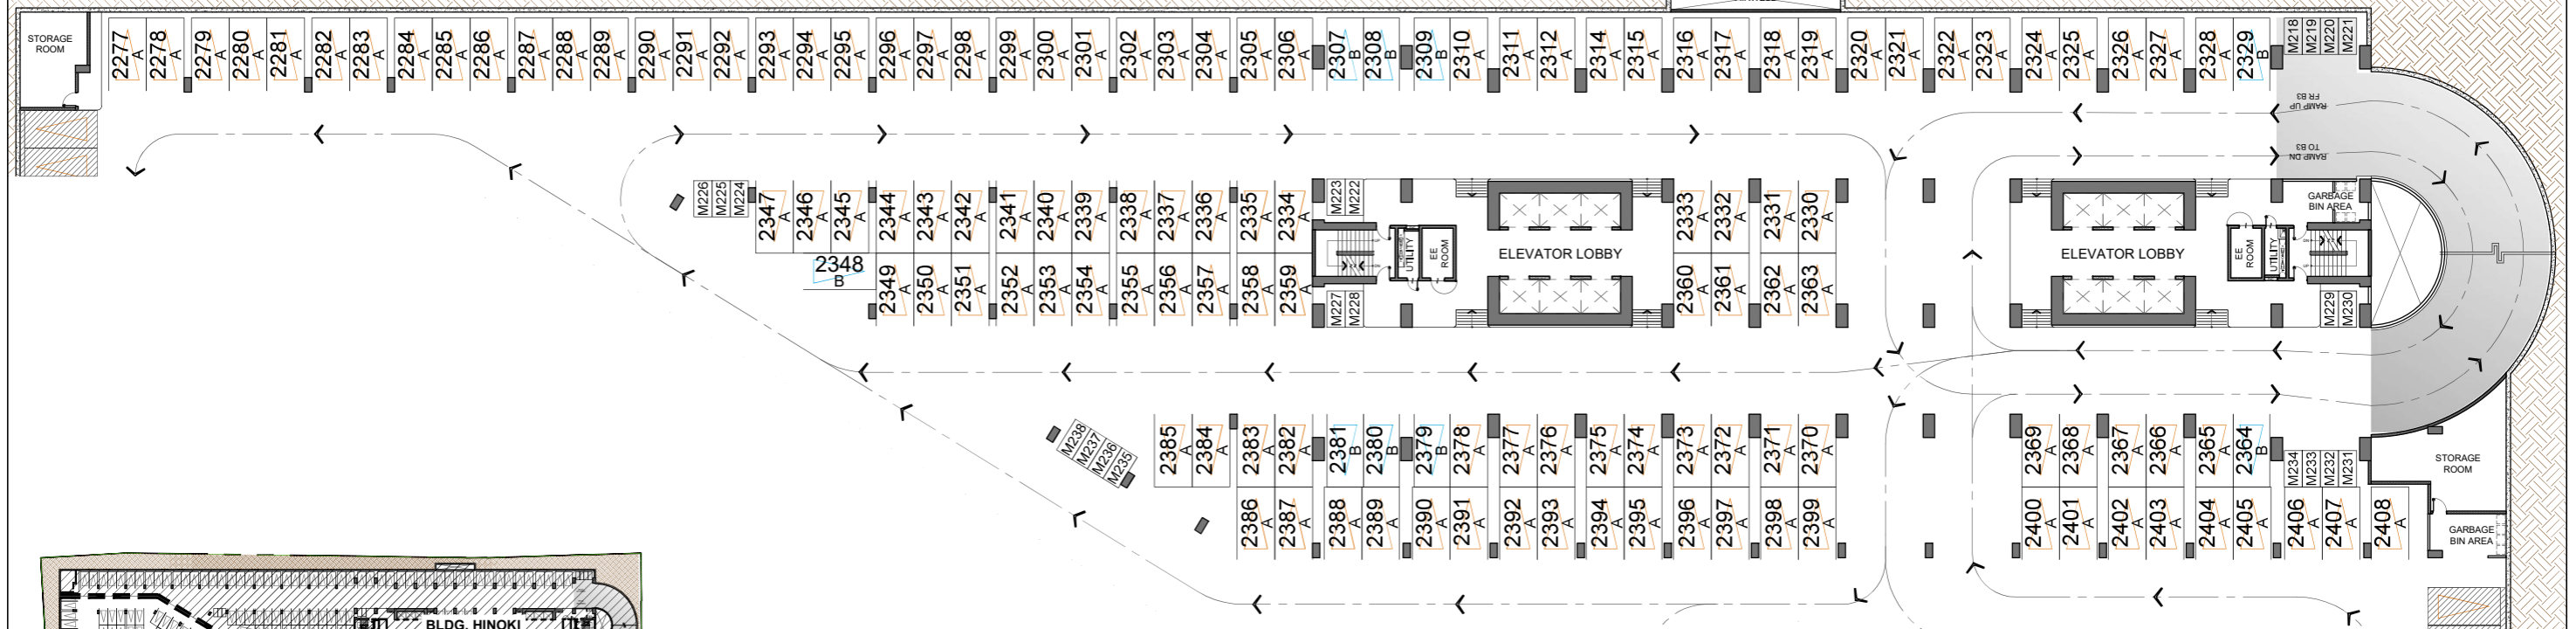 STORAGE
ROOM
2277 A
2278 A
2279 A
2280 A
2281 A
2282 A
2283 A
2284 A
2285 A
2286 A
2287 A
2288 A
2289 A
2290 A
2291 A
2292 A
2293 A
2294 A
2295 A
2296 A
2297 A
2298 A
2299 A
2300 A
2301 A
2302 A
2303 A
2304 A
2305 A
2306 A
2307 B
2308 B
2309 B
2310 A
2311 A
2312 A
2314 A
2315 A
2316 A
2317 A
2318 A
2319 A
2320 A
2321 A
2322 A
2323 A
2324 A
2325 A
2326 A
2327 A
2328 A
2329 B
M218
M219
M220
M221
RAMP UP
FR B3
RAMP DN
TO B3
M226
M225
M224
2347 A
2346 A
2345 A
2344 A
2343 A
2342 A
2341 A
2340 A
2339 A
2338 A
2337 A
2336 A
2335 A
2334 A
M223
M222
2333 A
2332 A
2331 A
2330 A
GARBAGE
BIN AREA
UTILITY
EE
ROOM
ELEVATOR LOBBY
ELEVATOR LOBBY
EE
ROOM
UTILITY
2348
B
2349 A
2350 A
2351 A
2352 A
2353 A
2354 A
2355 A
2356 A
2357 A
2358 A
2359 A
M227
M228
2360 A
2361 A
2362 A
2363 A
M229
M230
M238
M237
M236
M235
2385 A
2384 A
2383 A
2382 A
2381 B
2380 B
2379 B
2378 A
2377 A
2376 A
2375 A
2374 A
2373 A
2372 A
2371 A
2370 A
2369 A
2368 A
2367 A
2366 A
2365 A
2364 B
M234
M233
M232
M231
STORAGE
ROOM
2386 A
2387 A
2388 A
2389 A
2390 A
2391 A
2392 A
2393 A
2394 A
2395 A
2396 A
2397 A
2398 A
2399 A
2400 A
2401 A
2402 A
2403 A
2404 A
2405 A
2406 A
2407 A
2408 A
GARBAGE
BIN AREA
BLDG. HINOKI